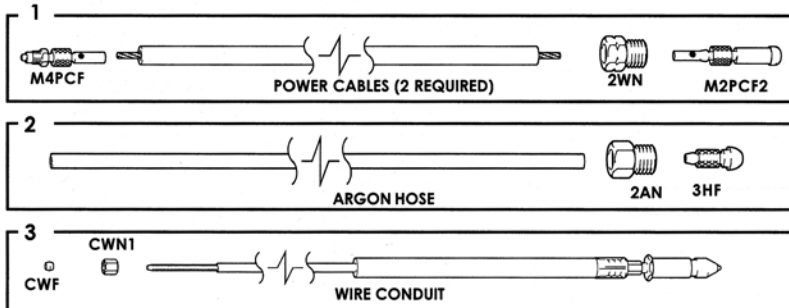 1
M4PCF
POWER CABLES (2 REQUIRED)
2WN
M2PCF2
2
ARGON HOSE
2AN
3HF
3
CWF
CWN1
WIRE CONDUIT